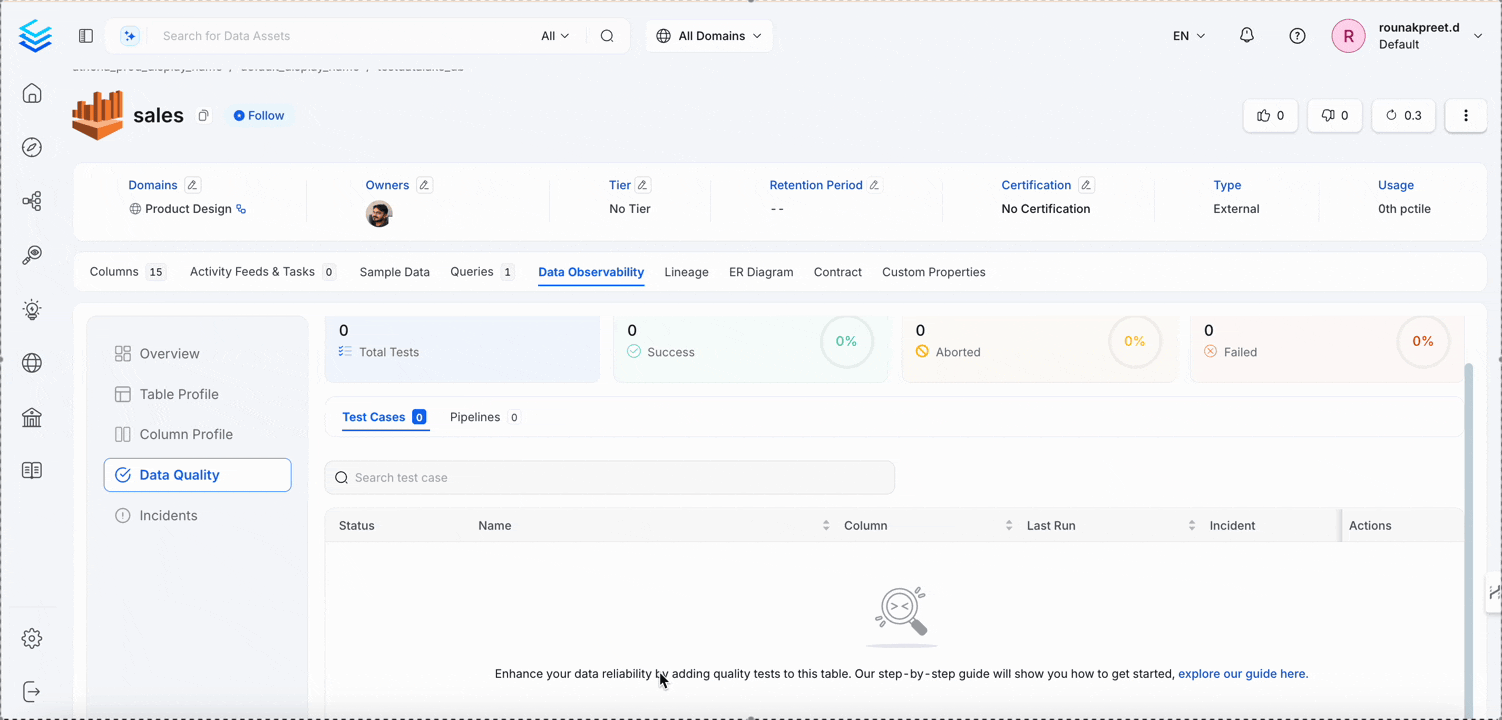 Search for Data Assets
All
All Domains
EN
R
rounakpreet.d
Default
athena_prod_display_name / default_display_name / testdatalake_db
sales
Follow
0
0
0.3
Domains
Owners
Tier
Retention Period
Certification
Type
Usage
Product Design
No Tier
--
No Certification
External
0th pctile
Columns 15
Activity Feeds & Tasks 0
Sample Data
Queries 1
Data Observability
Lineage
ER Diagram
Contract
Custom Properties
Overview
Table Profile
Column Profile
Data Quality
Incidents
0
Total Tests
0
Success
0%
0
Aborted
0%
0
Failed
0%
Test Cases 0
Pipelines 0
Search test case
Status
Name
Column
Last Run
Incident
Actions
Enhance your data reliability by adding quality tests to this table. Our step-by-step guide will show you how to get started, explore our guide here.